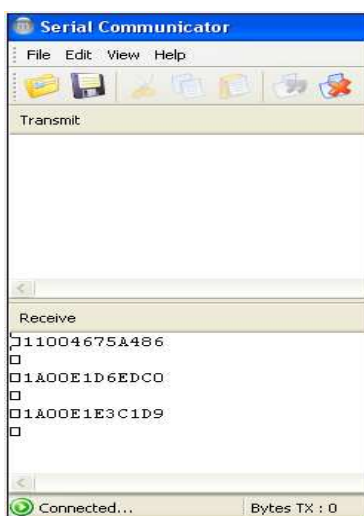 Serial Communicator
File Edit View Help
Transmit
Receive
□11004675A486
□
□1A00E1D6EDC0
□
□1A00E1E3C1D9
□
Connected... Bytes TX : 0